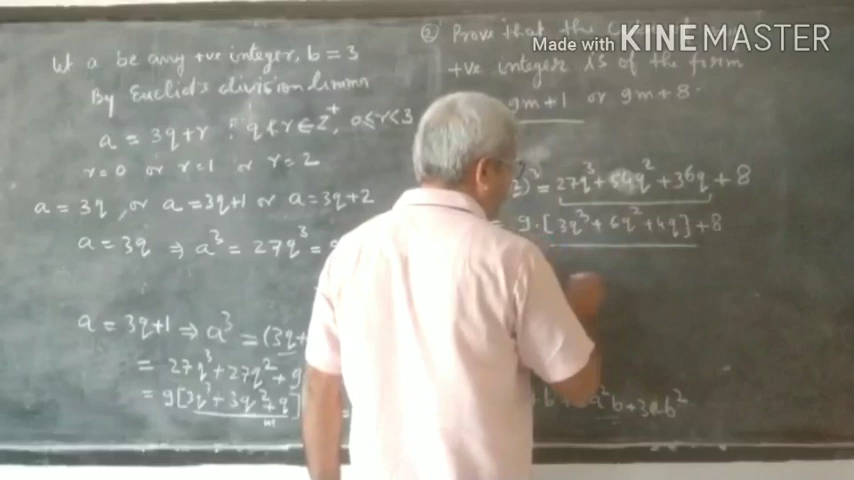 Made with KINEMASTER
Let a be any +ve integer, b = 3
By Euclid's division lemma
a = 3q+r ; q & r ∈ Z⁺, 0≤r<3
r=0 or r=1 or r=2
a = 3q, or a = 3q+1 or a = 3q+2
a = 3q ⇒ a³ = 27q³ =
a = 3q+1 ⇒ a³ = (3q+
= 27q³+27q²+9
= 9[3q³+3q²+q]
m
② Prove that the
+ve integer is of the form
9m+1 or 9m+8.
)³ = 27q³+54q²+36q+8
= 9·[3q³+6q²+4q]+8
b+3ab²